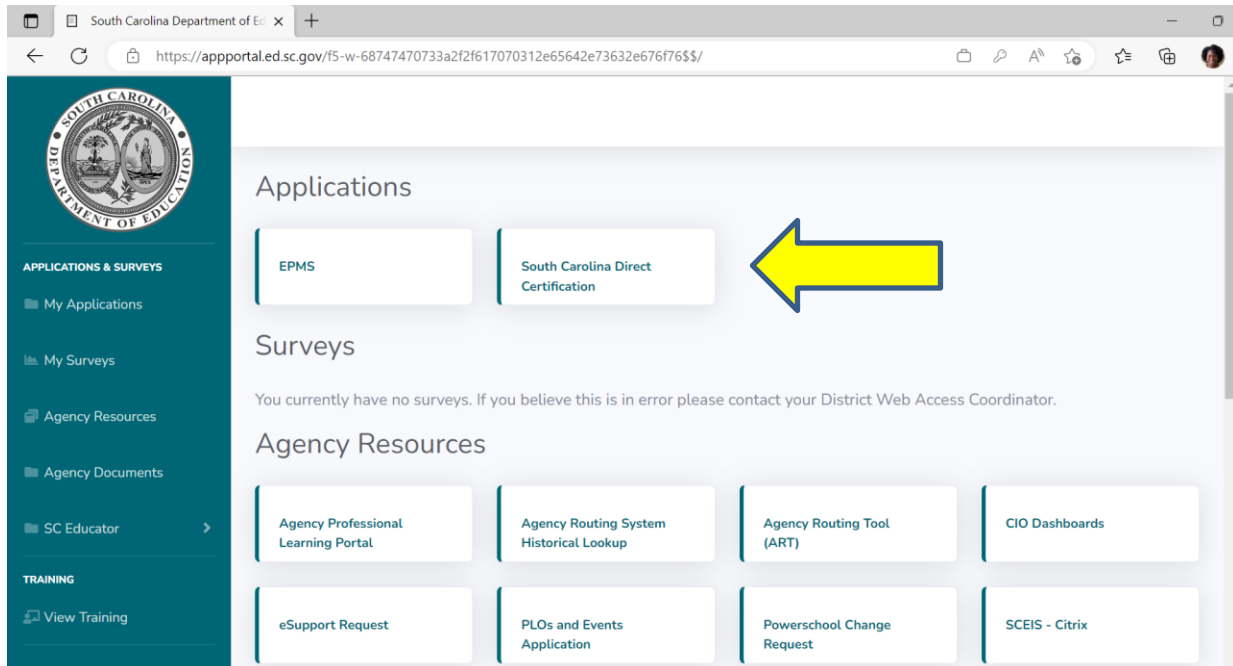 South Carolina Department of Ed
https://appportal.ed.sc.gov/f5-w-68747470733a2f2f617070312e65642e73632e676f76$$/
SOUTH CAROLINA
DEPARTMENT OF EDUCATION
APPLICATIONS & SURVEYS
My Applications
My Surveys
Agency Resources
Agency Documents
SC Educator
TRAINING
View Training
Applications
EPMS
South Carolina Direct
Certification
Surveys
You currently have no surveys. If you believe this is in error please contact your District Web Access Coordinator.
Agency Resources
Agency Professional
Learning Portal
Agency Routing System
Historical Lookup
Agency Routing Tool
(ART)
CIO Dashboards
eSupport Request
PLOs and Events
Application
Powerschool Change
Request
SCEIS - Citrix